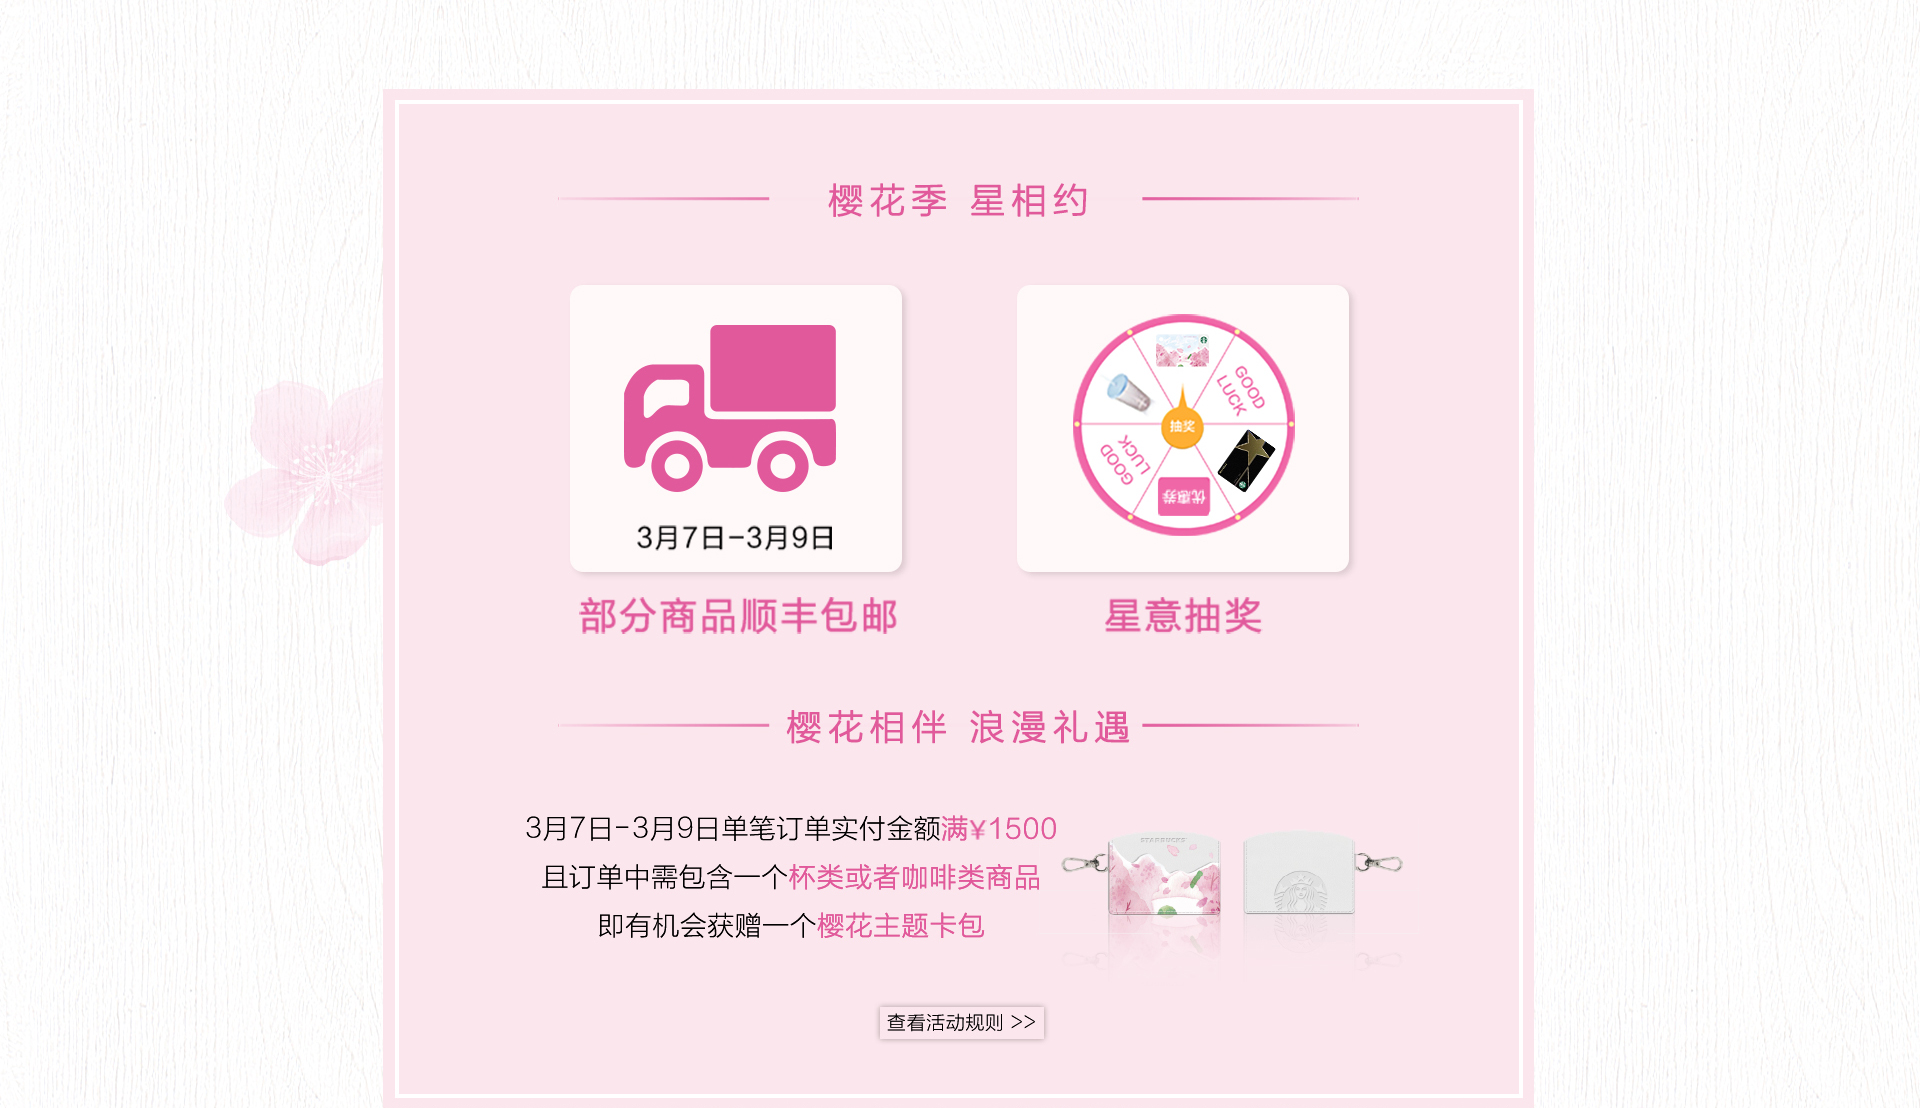 樱花季 星相约
GOOD
LUCK
抽奖
GOOD
LUCK
优惠券
3月7日-3月9日
部分商品顺丰包邮
星意抽奖
樱花相伴 浪漫礼遇
3月7日-3月9日单笔订单实付金额满¥1500
且订单中需包含一个杯类或者咖啡类商品
即有机会获赠一个樱花主题卡包
STARBUCKS
查看活动规则 >>